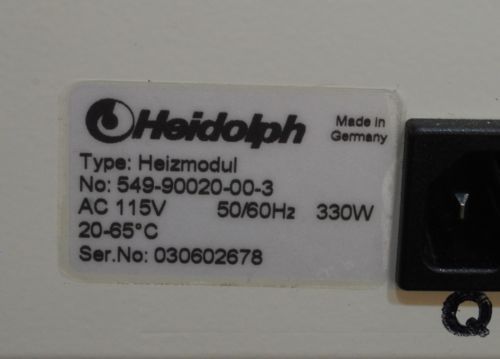 Heidolph
Made in
Germany
Type: Heizmodul
No: 549-90020-00-3
AC 115V 50/60Hz 330W
20-65°C
Ser.No: 030602678
Q